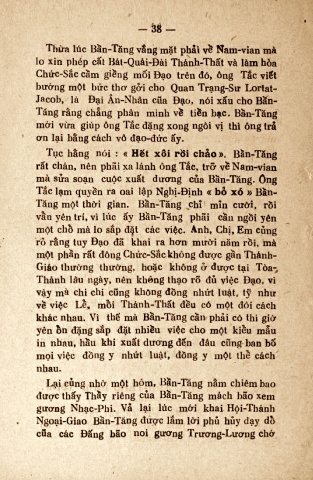 — 38 —
Thừa lúc Bần-Tăng vắng mặt phải về Nam-vian mà
lo xin phép cất Bát-Quái-Đài Thánh-Thất và làm hỏa
Chức-Sắc cầm giềng mối Đạo trên đó, ông Tắc viết
bướng một bức thơ gởi cho Quan Trạng-Sư Lortat-
Jacob, là Đại Ân-Nhân của Đạo, nói xấu cho Bần-
Tăng rằng chẳng phân minh về tiền bạc. Bần-Tăng
mới vừa giúp ông Tắc đặng xong ngôi vị thì ông trả
ơn lại bằng cách vô đạo-đức ấy.
Tục hằng nói : « Hết xôi rồi chảo ». Bần-Tăng
rất chán, nên phải xa lánh ông Tắc, trở về Nam-vian
mà sửa soạn cuộc xuất dương của Bần-Tăng. Ông
Tắc lạm quyền ra oai lập Nghị-Định « bỏ xó » Bần
Tăng một thời gian. Bần-Tăng chỉ mỉn cười, rồi
vẫn yên trí, vì lúc ấy Bần-Tăng phải cần ngồi yên
một chỗ mà lo sắp đặt các việc. Anh, Chị, Em cũng
rõ rằng tuy Đạo đã khai ra hơn mười năm rồi, mà
một phần rất đông Chức-Sắc không được gần Thánh-
Giáo thường thường, hoặc không ở được tại Tòa-
Thánh lâu ngày, nên không thạo rõ đủ việc Đạo, vì
vậy mà chi chi cũng không đồng nhứt luật, tỷ như
về việc Lễ, mỗi Thánh-Thất đều có một đôi cách
khác nhau. Vì thế mà Bần-Tăng cần phải có thì giờ
yên ổn đặng sắp đặt nhiều việc cho một kiểu mẫu
in nhau, hầu khi xuất dương đến đâu cũng ban bố
mọi việc đồng y nhứt luật, đồng y một thể cách
nhau.
Lại cũng nhờ một hôm, Bần-Tăng nằm chiêm bao
được thấy Thầy riêng của Bần-Tăng mách bảo xem
gương Nhạc-Phi. Vả lại lúc mới khai Hội-Thánh
Ngoại-Giao Bần-Tăng được lắm lời phủ hủy dạy dỗ
của các Đấng bảo noi gương Trương-Lương chớ